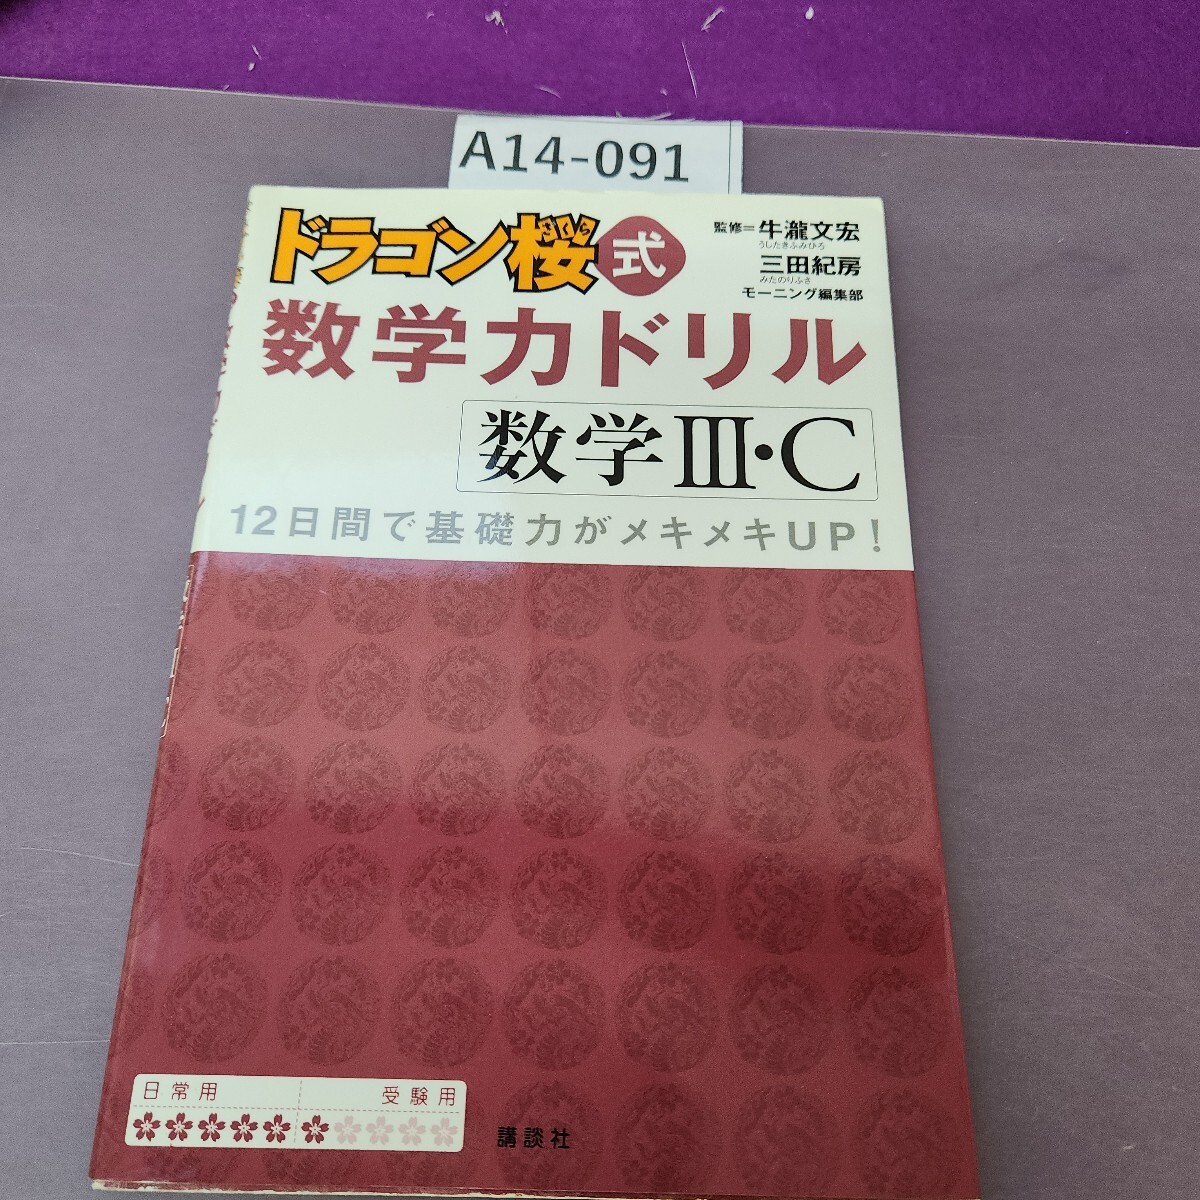 A14-091
ドラゴン桜式
さくら
監修=牛瀧文宏
うしたきふみひろ
三田紀房
みたのりふさ
モーニング編集部
数学力ドリル
数学III・C
12日間で基礎力がメキメキUP!
日常用 受験用
講談社